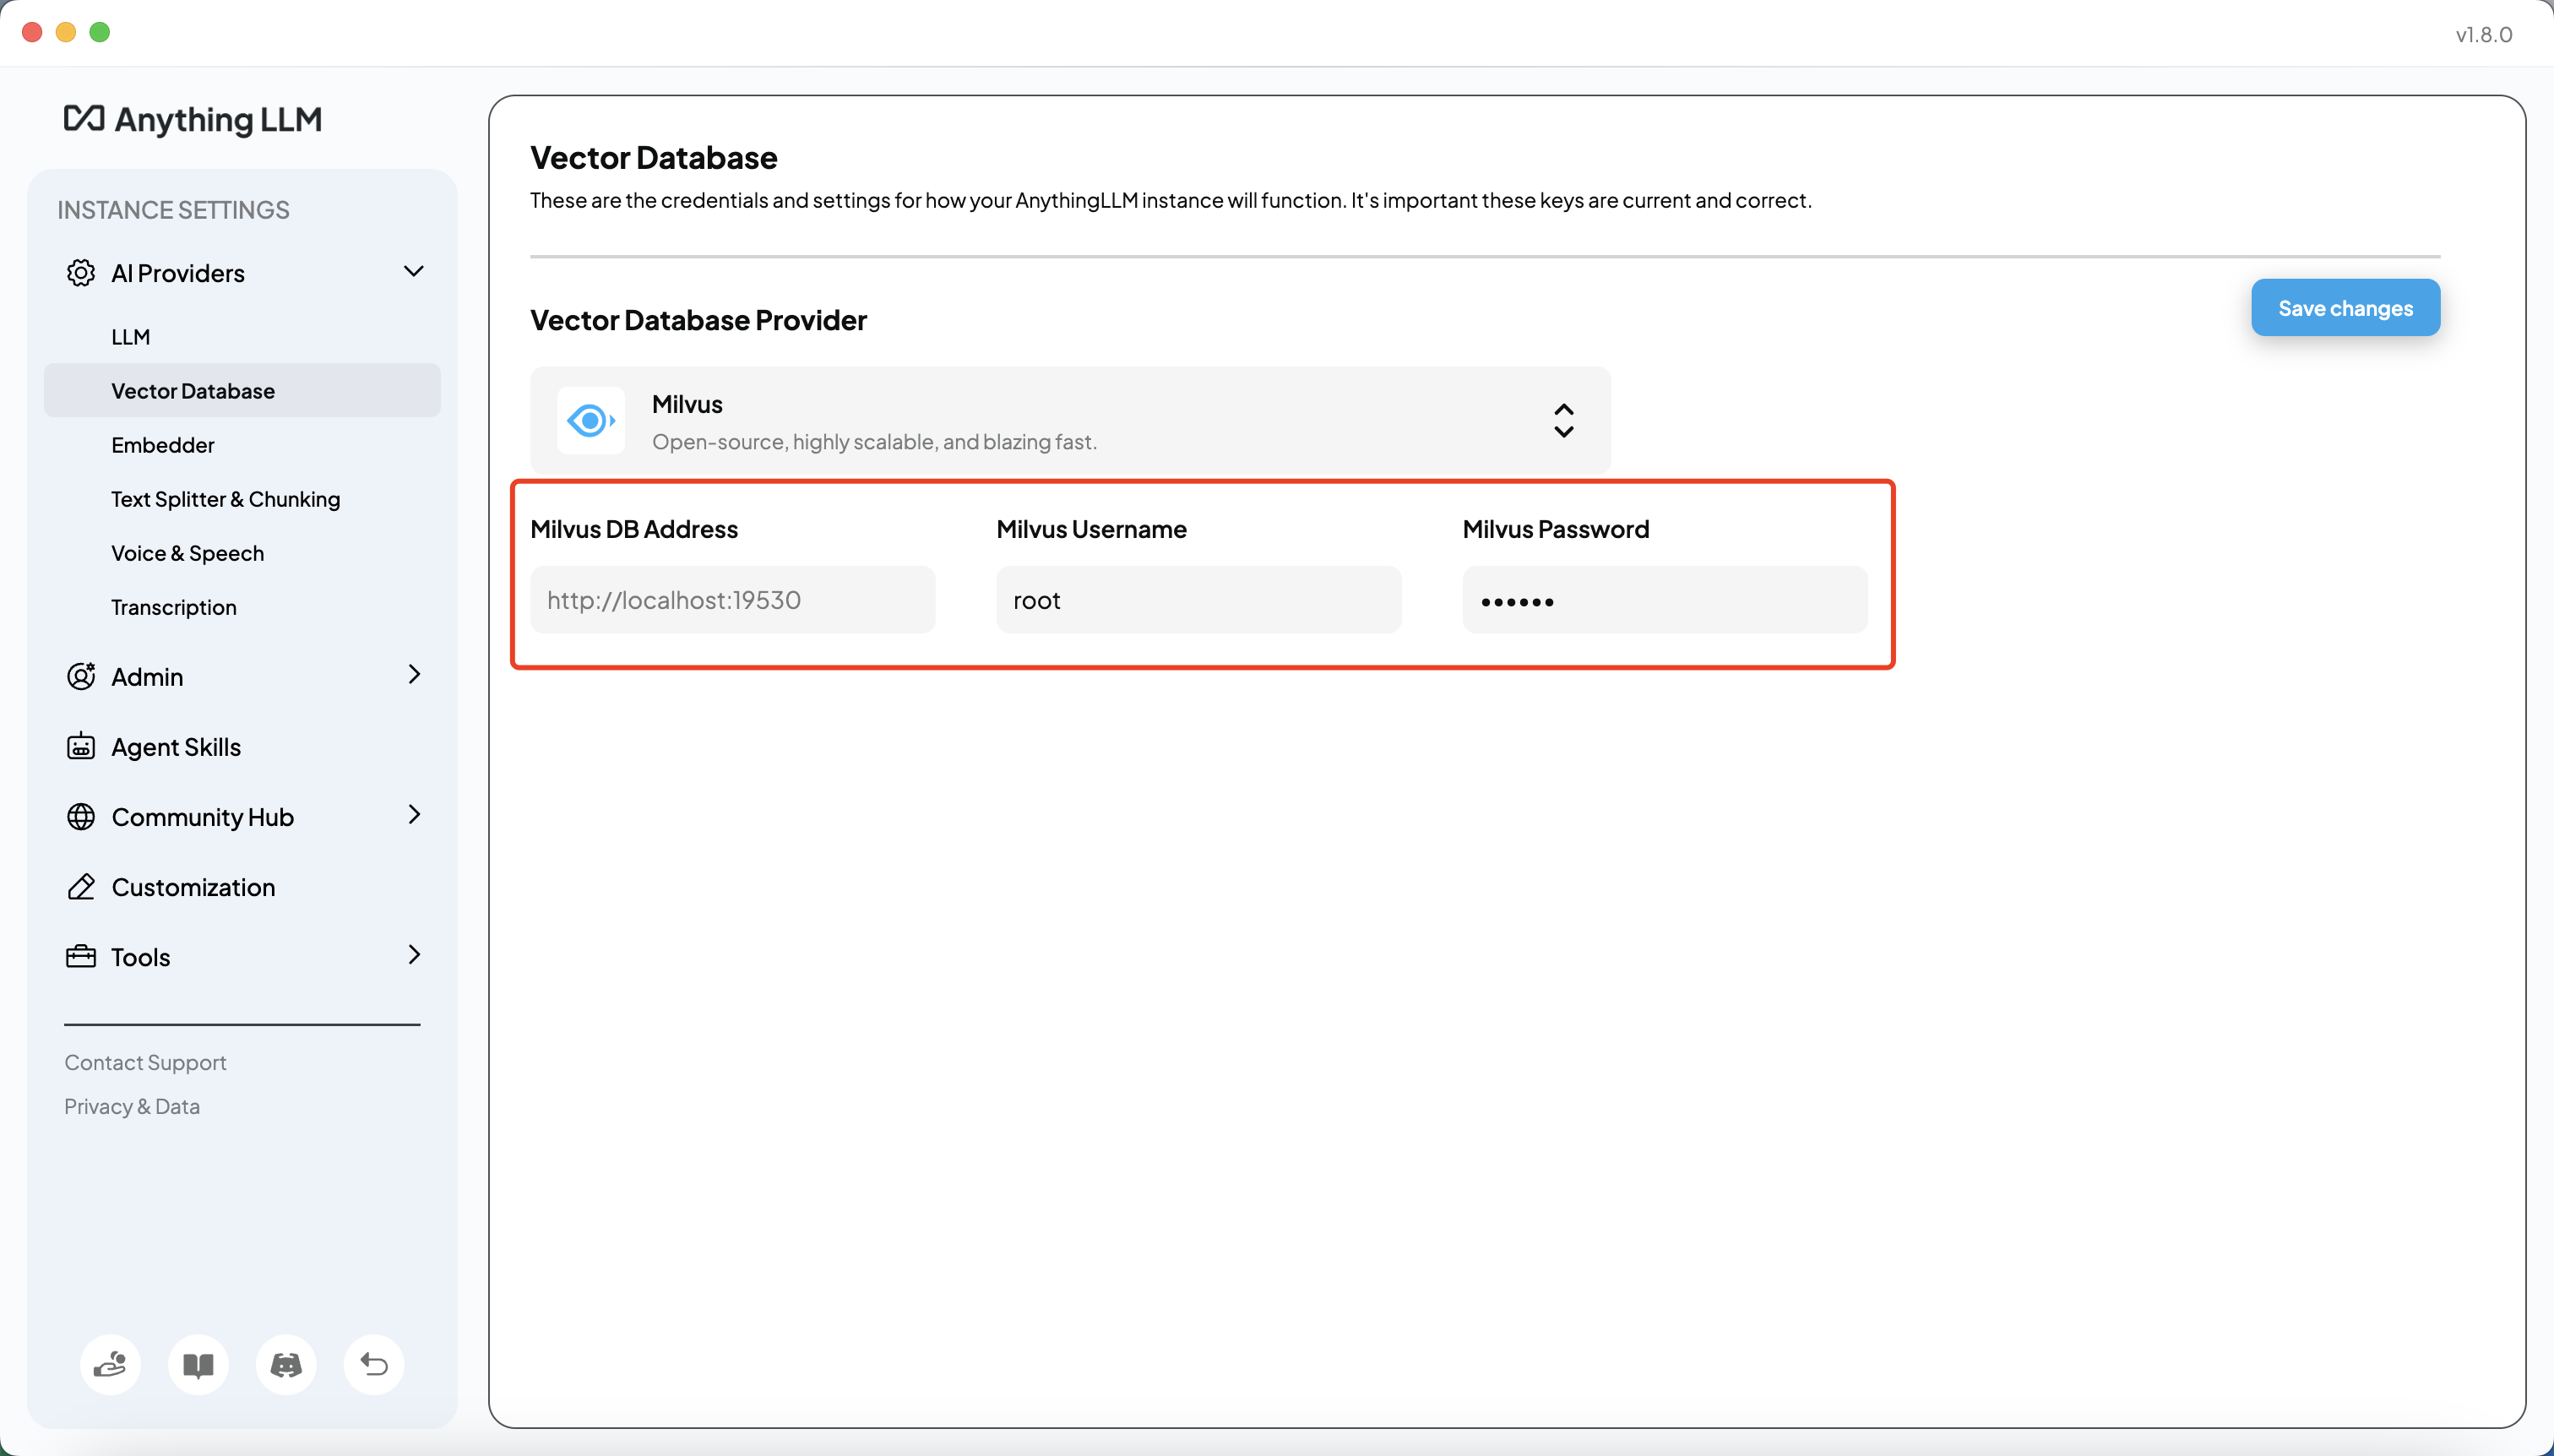 v1.8.0
Anything LLM
INSTANCE SETTINGS
AI Providers
LLM
Vector Database
Embedder
Text Splitter & Chunking
Voice & Speech
Transcription
Admin
Agent Skills
Community Hub
Customization
Tools
Contact Support
Privacy & Data
Vector Database
These are the credentials and settings for how your AnythingLLM instance will function. It's important these keys are current and correct.
Save changes
Vector Database Provider
Milvus
Open-source, highly scalable, and blazing fast.
Milvus DB Address
Milvus Username
Milvus Password
http://localhost:19530
root
••••••